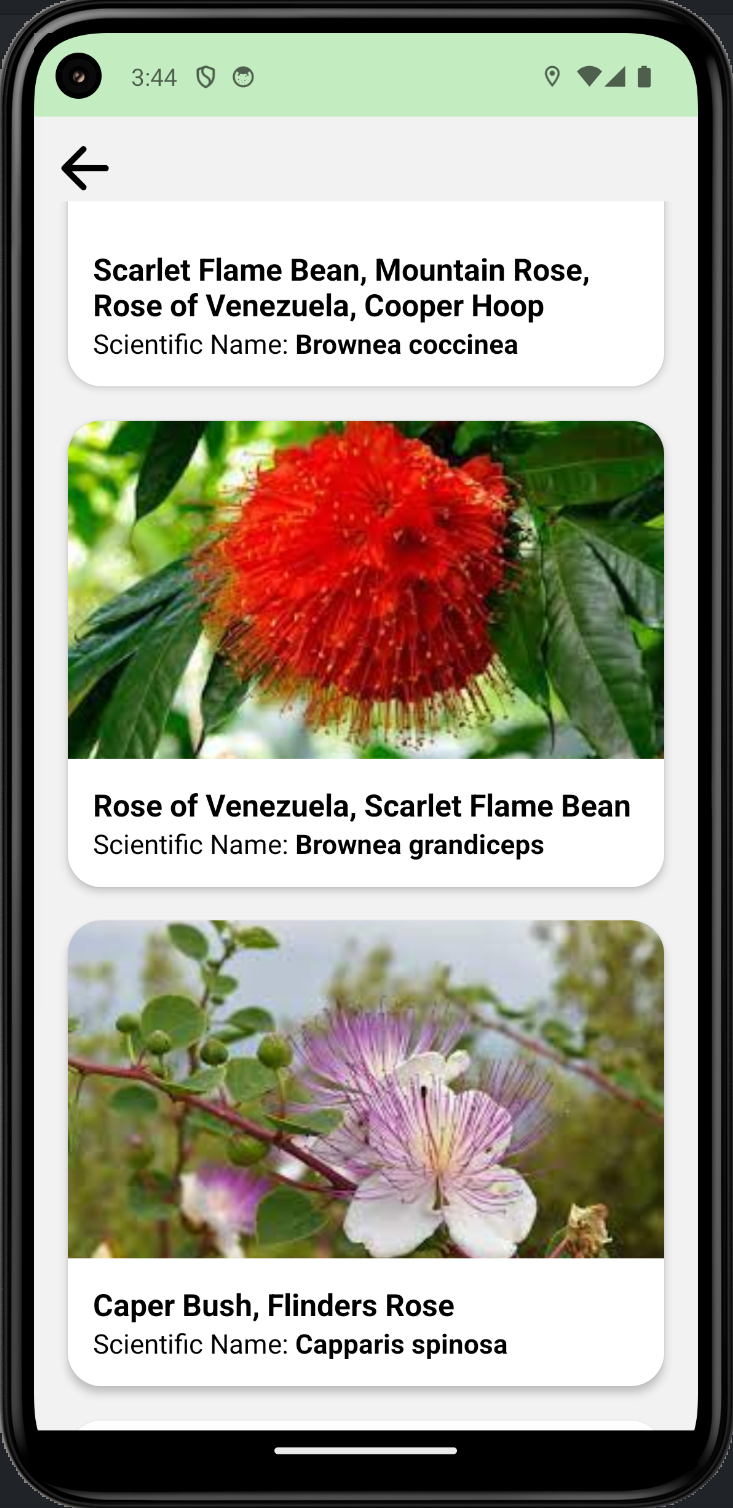 3:44
Scarlet Flame Bean, Mountain Rose,
Rose of Venezuela, Cooper Hoop
Scientific Name: Brownea coccinea
Rose of Venezuela, Scarlet Flame Bean
Scientific Name: Brownea grandiceps
Caper Bush, Flinders Rose
Scientific Name: Capparis spinosa